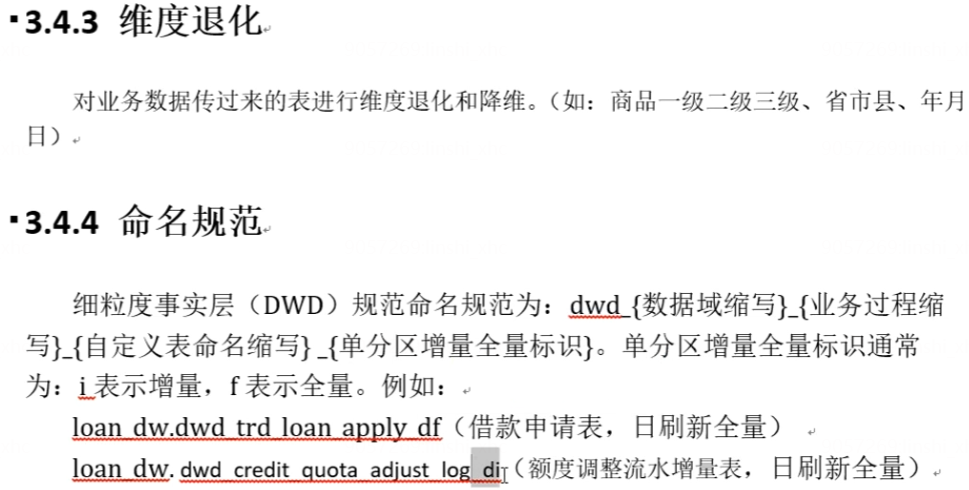 3.4.3 维度退化
对业务数据传过来的表进行维度退化和降维。（如：商品一级二级三级、省市县、年月
日）
3.4.4 命名规范
细粒度事实层（DWD）规范命名规范为：dwd_{数据域缩写}_{业务过程缩
写}_{自定义表命名缩写} _{单分区增量全量标识}。单分区增量全量标识通常
为：i 表示增量，f 表示全量。例如：
loan_dw.dwd_trd_loan_apply_df（借款申请表，日刷新全量）
loan_dw. dwd_credit_quota_adjust_log_di（额度调整流水增量表，日刷新全量）